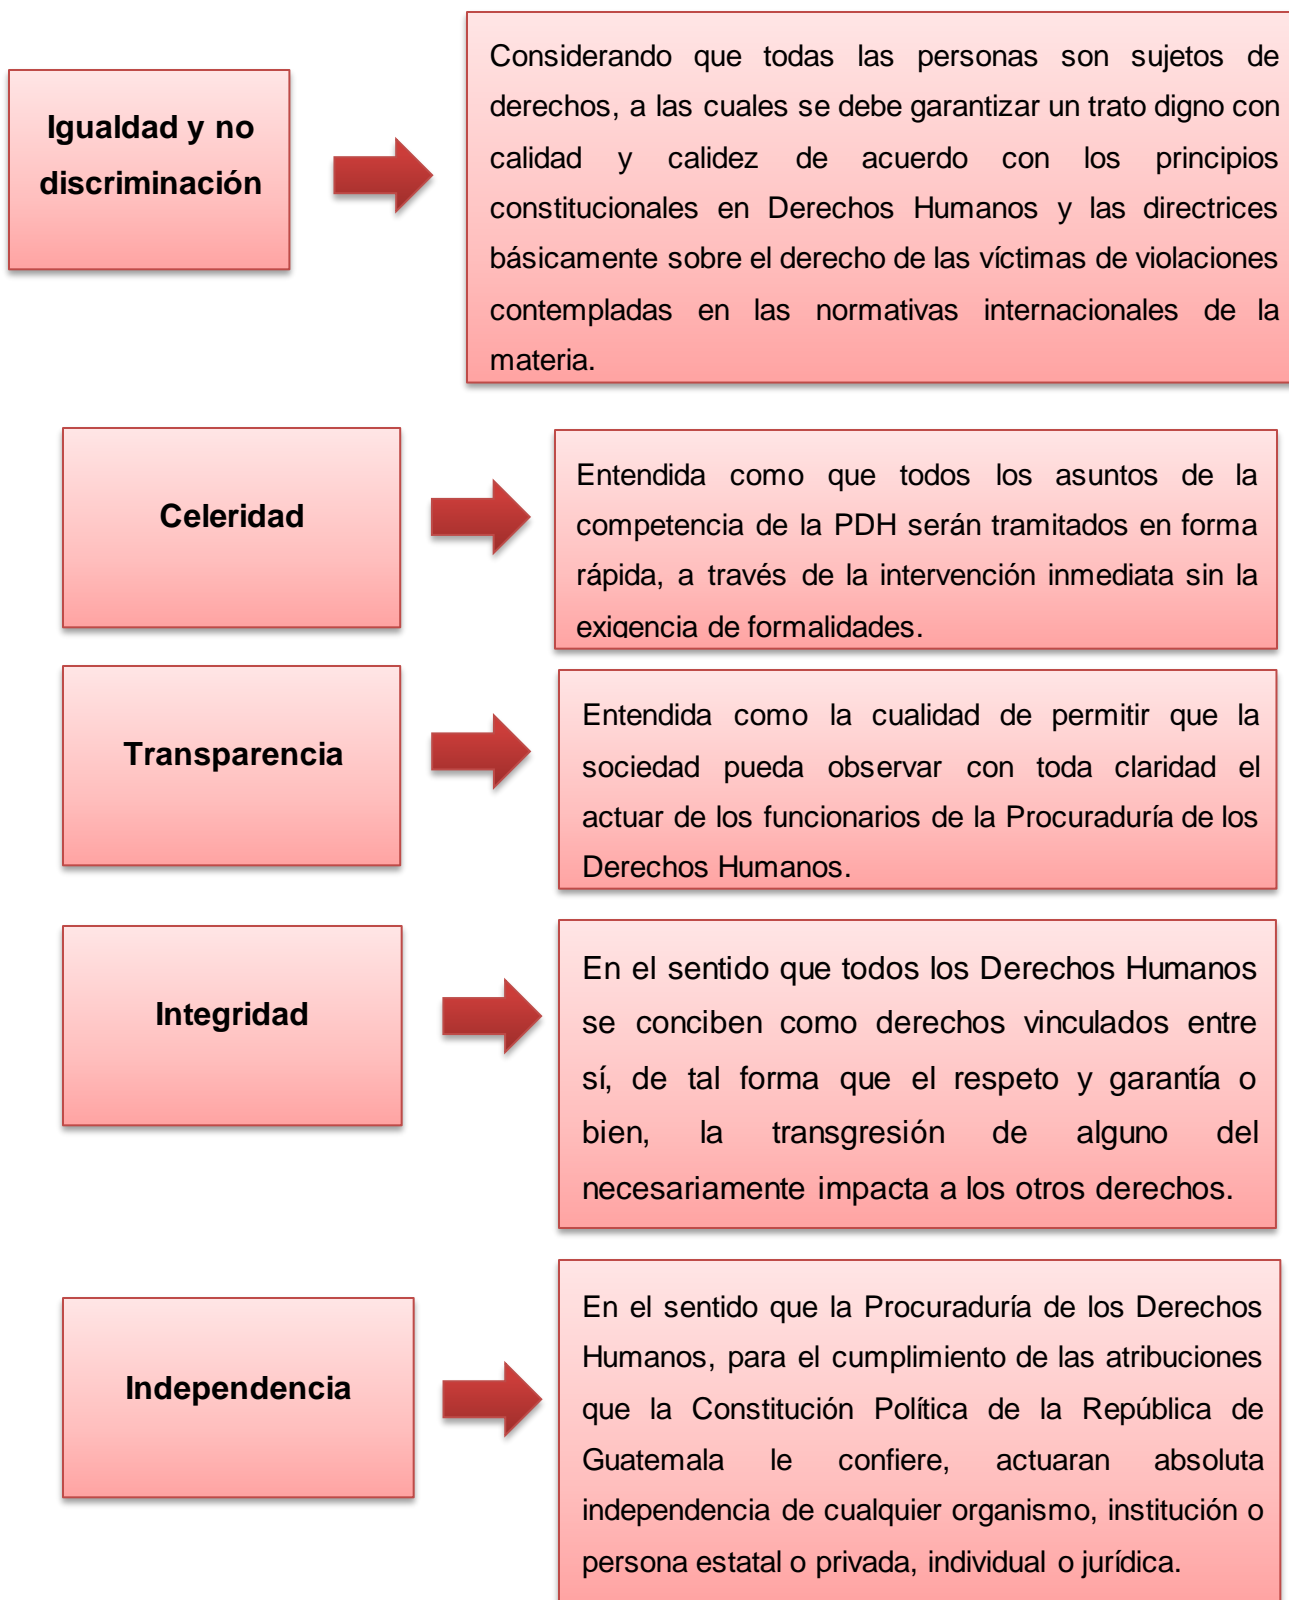 Igualdad y no
discriminación
Considerando que todas las personas son sujetos de
derechos, a las cuales se debe garantizar un trato digno con
calidad y calidez de acuerdo con los principios
constitucionales en Derechos Humanos y las directrices
básicamente sobre el derecho de las víctimas de violaciones
contempladas en las normativas internacionales de la
materia.
Celeridad
Entendida como que todos los asuntos de la
competencia de la PDH serán tramitados en forma
rápida, a través de la intervención inmediata sin la
exigencia de formalidades.
Transparencia
Entendida como la cualidad de permitir que la
sociedad pueda observar con toda claridad el
actuar de los funcionarios de la Procuraduría de los
Derechos Humanos.
Integridad
En el sentido que todos los Derechos Humanos
se conciben como derechos vinculados entre
sí, de tal forma que el respeto y garantía o
bien, la transgresión de alguno del
necesariamente impacta a los otros derechos.
Independencia
En el sentido que la Procuraduría de los Derechos
Humanos, para el cumplimiento de las atribuciones
que la Constitución Política de la República de
Guatemala le confiere, actuaran absoluta
independencia de cualquier organismo, institución o
persona estatal o privada, individual o jurídica.